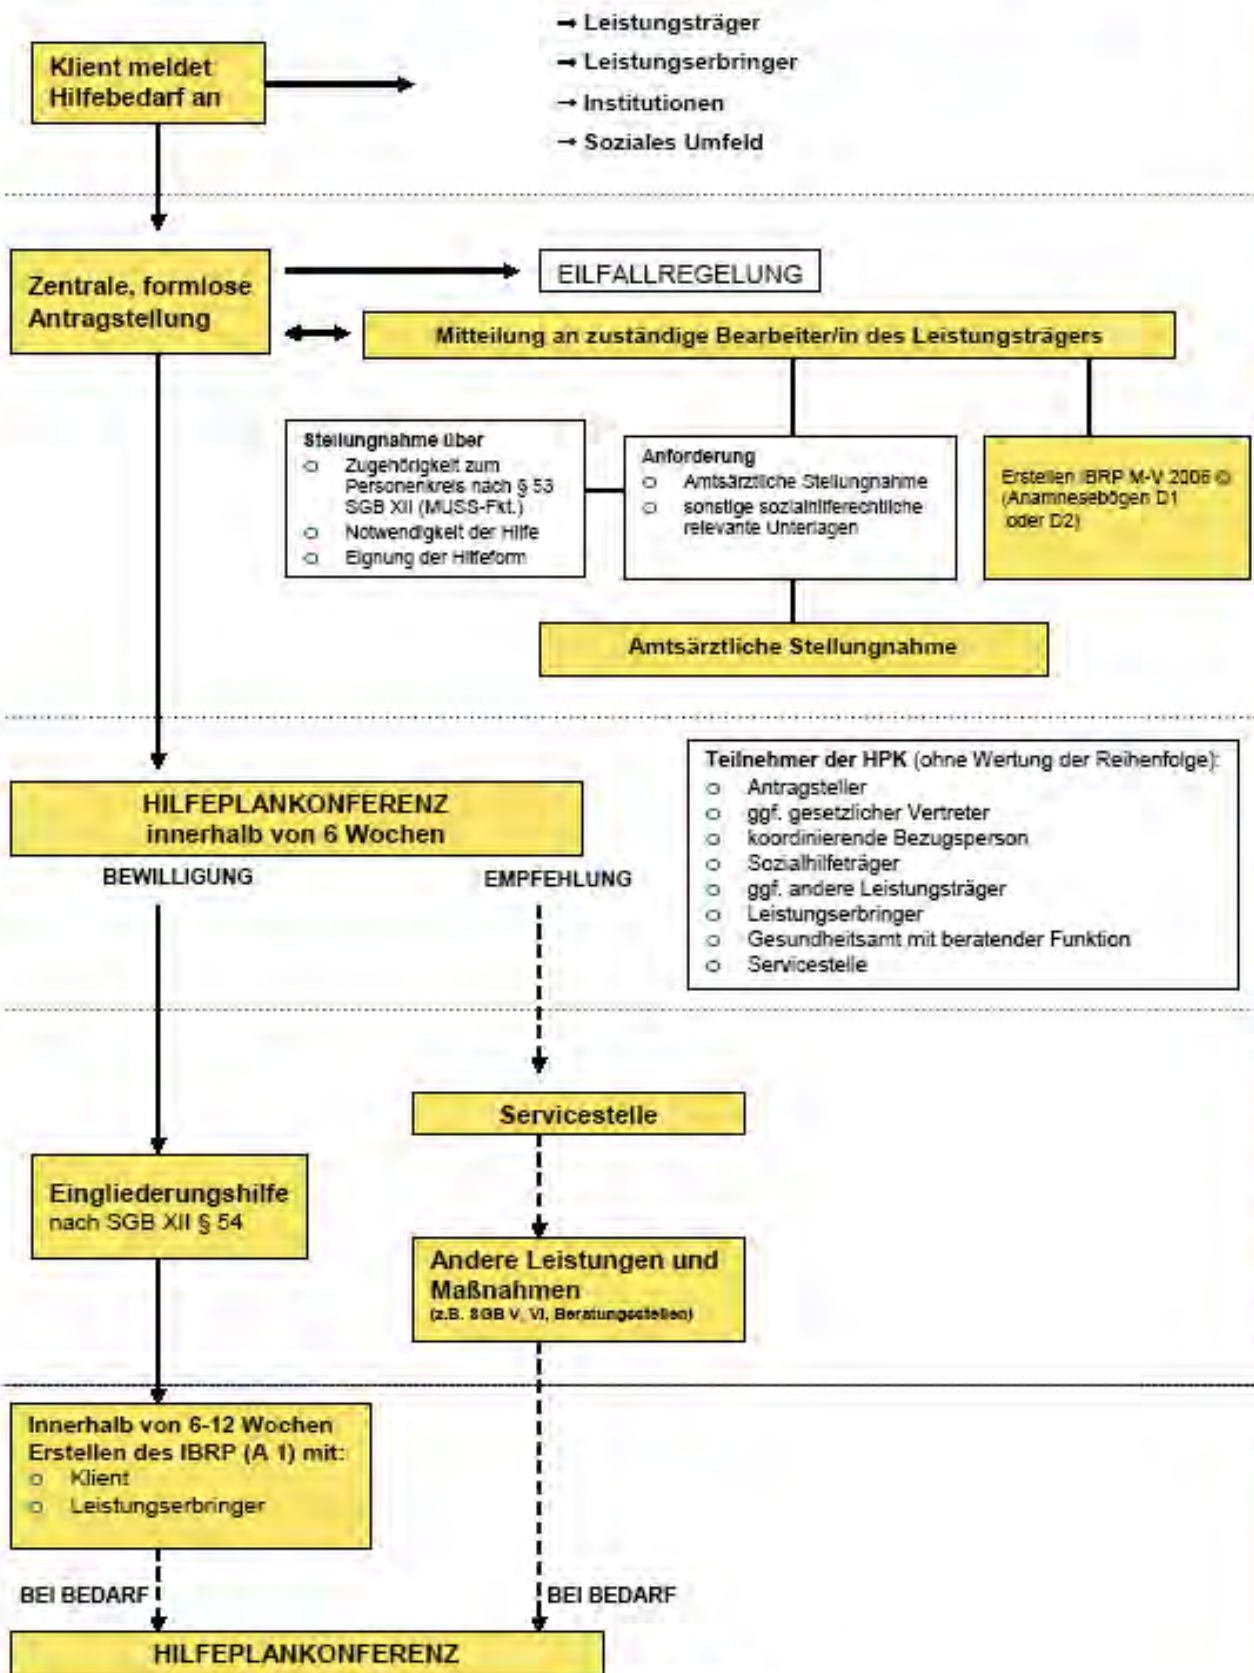 → Leistungsträger
Klient meldet
Hilfebedarf an
→ Leistungserbringer
→ Institutionen
→ Soziales Umfeld
Zentrale, formlose
Antragstellung
EILFALLREGELUNG
Mitteilung an zuständige Bearbeiter/in des Leistungsträgers
Stellungnahme über
o Zugehörigkeit zum
Personenkreis nach § 53
SGB XII (MUSS-Fkt.)
o Notwendigkeit der Hilfe
o Eignung der Hilfeform
Anforderung
o Amtsärztliche Stellungnahme
o sonstige sozialhilferechtliche
relevante Unterlagen
Erstellen IBRP M-V 2006 ©
(Anamnesebögen D1
oder D2)
Amtsärztliche Stellungnahme
HILFEPLANKONFERENZ
innerhalb von 6 Wochen
BEWILLIGUNG
EMPFEHLUNG
Teilnehmer der HPK (ohne Wertung der Reihenfolge):
o Antragsteller
o ggf. gesetzlicher Vertreter
o koordinierende Bezugsperson
o Sozialhilfeträger
o ggf. andere Leistungsträger
o Leistungserbringer
o Gesundheitsamt mit beratender Funktion
o Servicestelle
Servicestelle
Eingliederungshilfe
nach SGB XII § 54
Andere Leistungen und
Maßnahmen
(z.B. SGB V, VI, Beratungsstellen)
Innerhalb von 6-12 Wochen
Erstellen des IBRP (A 1) mit:
o Klient
o Leistungserbringer
BEI BEDARF
BEI BEDARF
HILFEPLANKONFERENZ